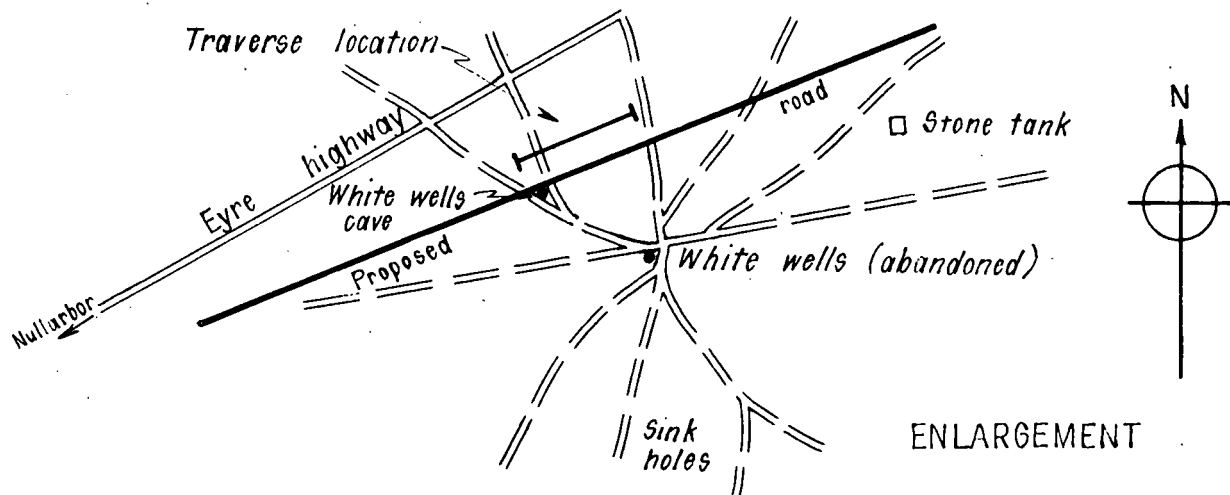 Traverse location
N
road
Stone tank
highway
Eyre
White wells
cave
Proposed
White wells (abandoned)
Nullarbor
Sink
holes
ENLARGEMENT